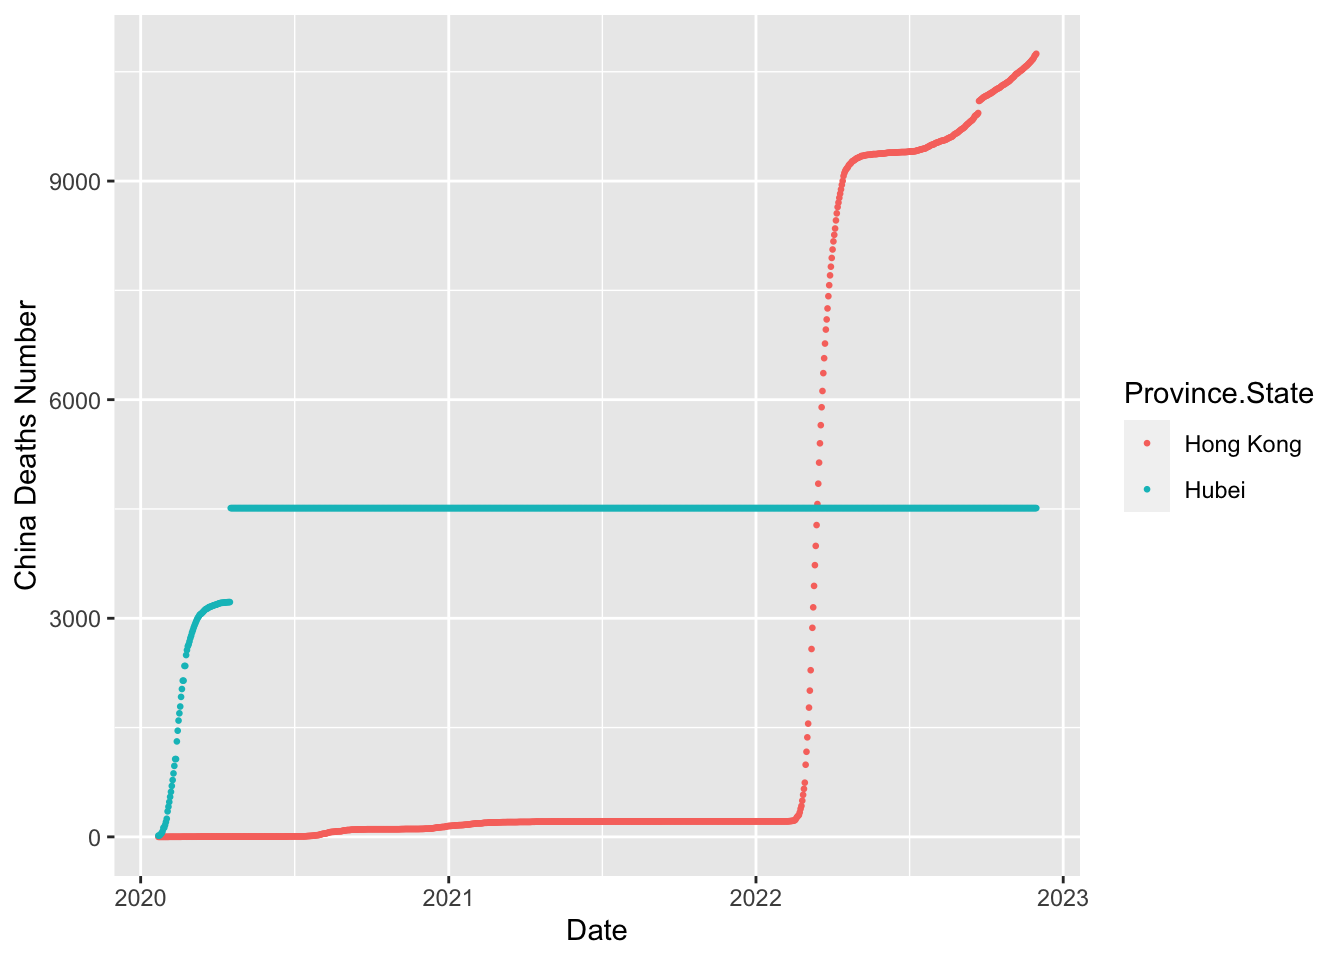 China Deaths Number
9000
6000
3000
0
2020 2021 2022 2023
Date
Province.State
Hong Kong
Hubei